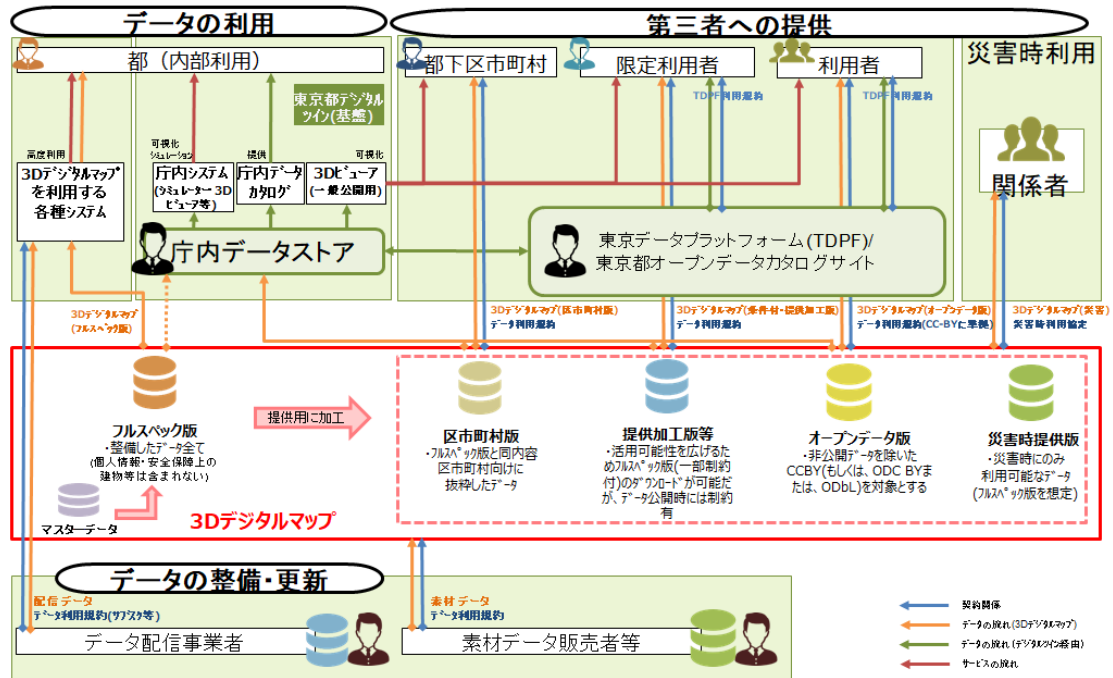 データの利用
第三者への提供
都（内部利用）
都下区市町村
限定利用者
利用者
災害時利用
TDPF利用規約
TDPF利用規約
東京都デジタル
ツイン(基盤)
高度利用
可視化
シミュレーション
提供
可視化
3Dデジタルマップ
を利用する
各種システム
庁内システム
(シミュレーター 3D
ビューア等)
庁内データ
カタログ
3Dビューア
(一般公開用)
関係者
庁内データストア
東京データプラットフォーム(TDPF)/
東京都オープンデータカタログサイト
3Dデジタルマップ
(フルスペック版)
3Dデジタルマップ(区市町村版)
データ利用規約
3Dデジタルマップ(条件付・提供加工版)
データ利用規約
3Dデジタルマップ(オープンデータ版)
データ利用規約(CC-BYに準拠)
3Dデジタルマップ(災害)
災害時利用協定
提供用に加工
フルスペック版
・整備したデータ全て
(個人情報・安全保障上の
建物等は含まれない)
マスターデータ
3Dデジタルマップ
区市町村版
・フルスペック版と同内容
区市町村向けに
抜粋したデータ
提供加工版等
・活用可能性を広げるた
めフルスペック版(一部制約
付)のダウンロードが可能だ
が、データ公開時には制約
有
オープンデータ版
・非公開データを除いた
CCBY(もしくは、ODC BYま
たは、ODbL)を対象とする
災害時提供版
・災害時にのみ
利用可能なデータ
(フルスペック版を想定)
データの整備・更新
配信データ
データ利用規約(サブスク等)
データ配信事業者
素材データ
データ利用規約
素材データ販売者等
契約関係
データの流れ(3Dデジタルマップ)
データの流れ(デジタルツイン経由)
サービスの流れ